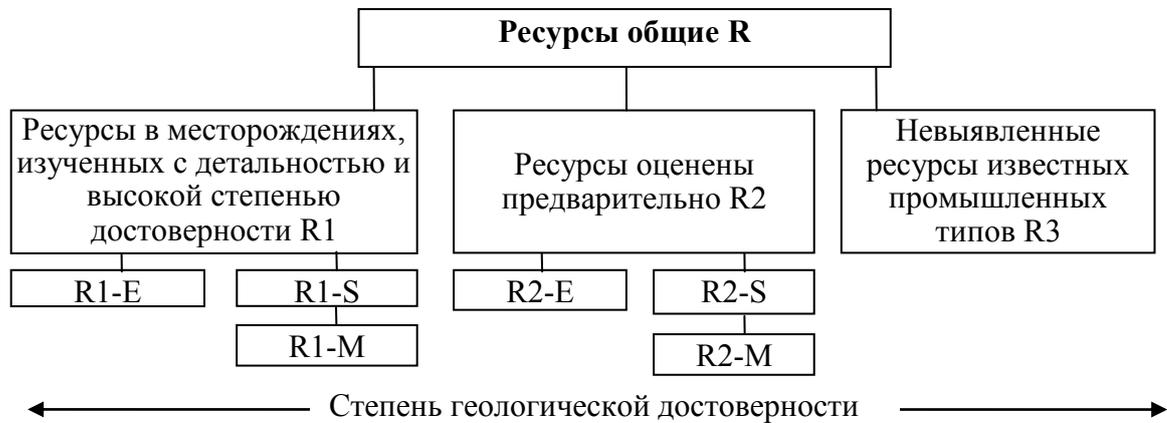 Ресурсы общие R
Ресурсы в месторождениях,
изученных с детальностью и
высокой степенью
достоверности R1
Ресурсы оценены
предварительно R2
Невыявленные
ресурсы известных
промышленных
типов R3
R1-E
R1-S
R2-E
R2-S
R1-M
R2-M
Степень геологической достоверности